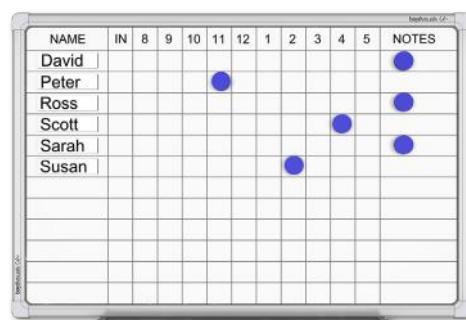 NAME IN 8 9 10 11 12 1 2 3 4 5 NOTES
David
Peter
Ross
Scott
Sarah
Susan